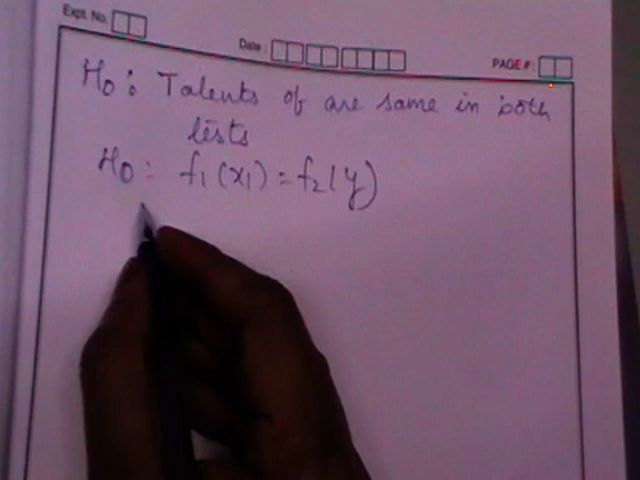 Expt. No.
Date :
PAGE # :
H0 : Talents of are same in both
lists
H0 : f1(x1) = f2(y)